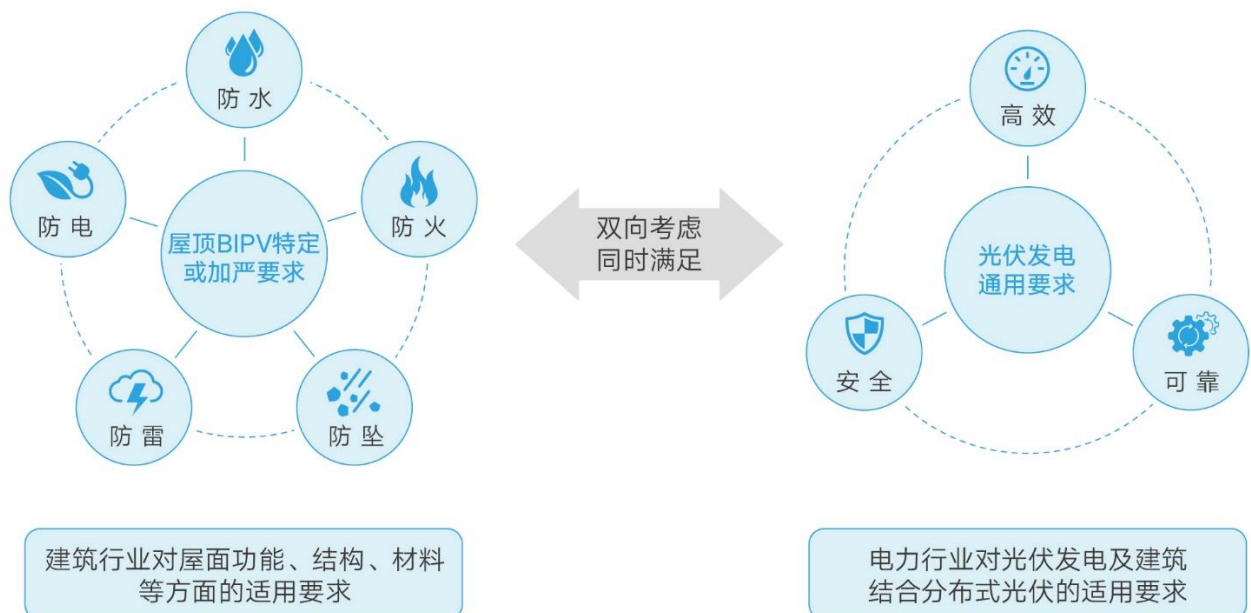 防水
防电
防火
屋顶BIPV特定
或加严要求
防雷
防坠
建筑行业对屋面功能、结构、材料
等方面的适用要求
双向考虑
同时满足
高效
光伏发电
通用要求
安全
可靠
电力行业对光伏发电及建筑
结合分布式光伏的适用要求